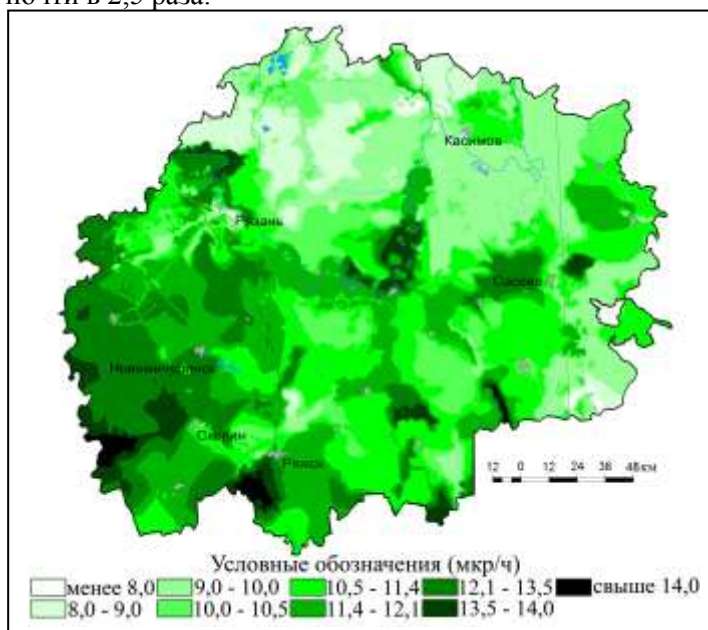 почти в 2,5 раза.
Касимов
Рязань
Сасово
Новомичуринск
Скопин
Ряжск
12 0 12 24 36 48км
Условные обозначения (мкр/ч)
менее 8,0 9,0 - 10,0 10,5 - 11,4 12,1 - 13,5 свыше 14,0
8,0 - 9,0 10,0 - 10,5 11,4 - 12,1 13,5 - 14,0